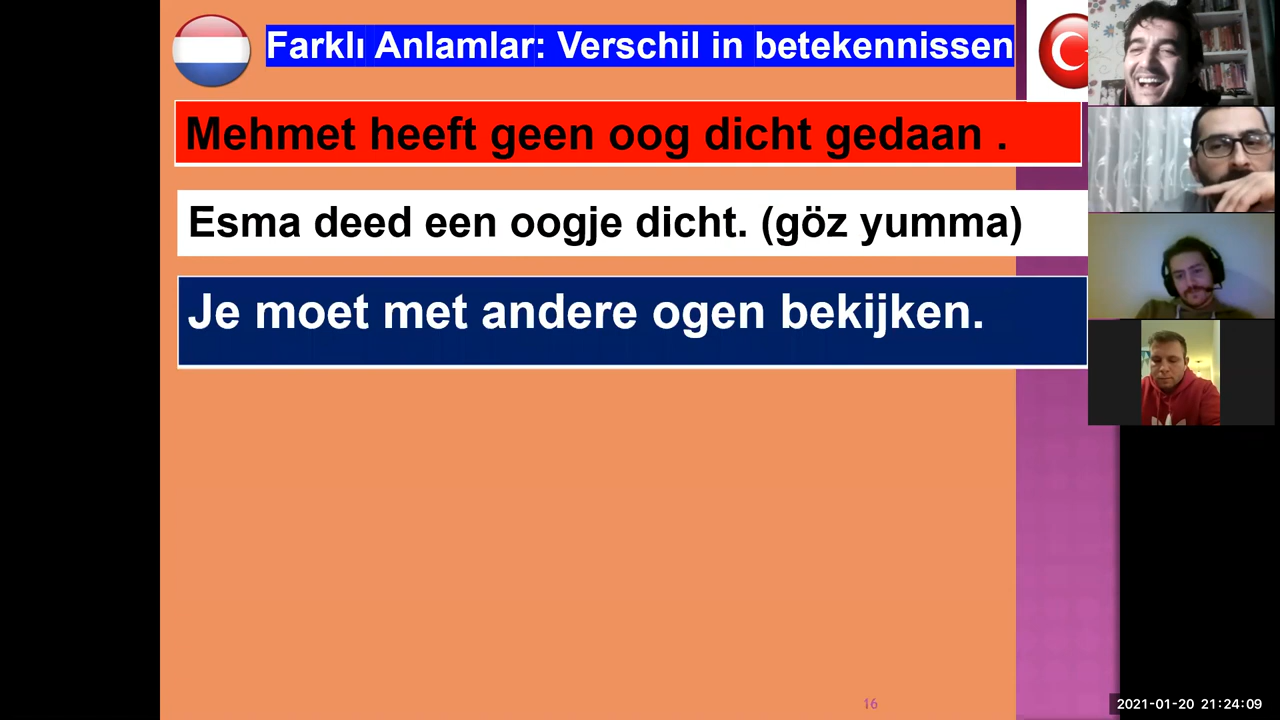 Farklı Anlamlar: Verschil in betekennissen
Mehmet heeft geen oog dicht gedaan .
Esma deed een oogje dicht. (göz yumma)
Je moet met andere ogen bekijken.
16
2021-01-20 21:24:09